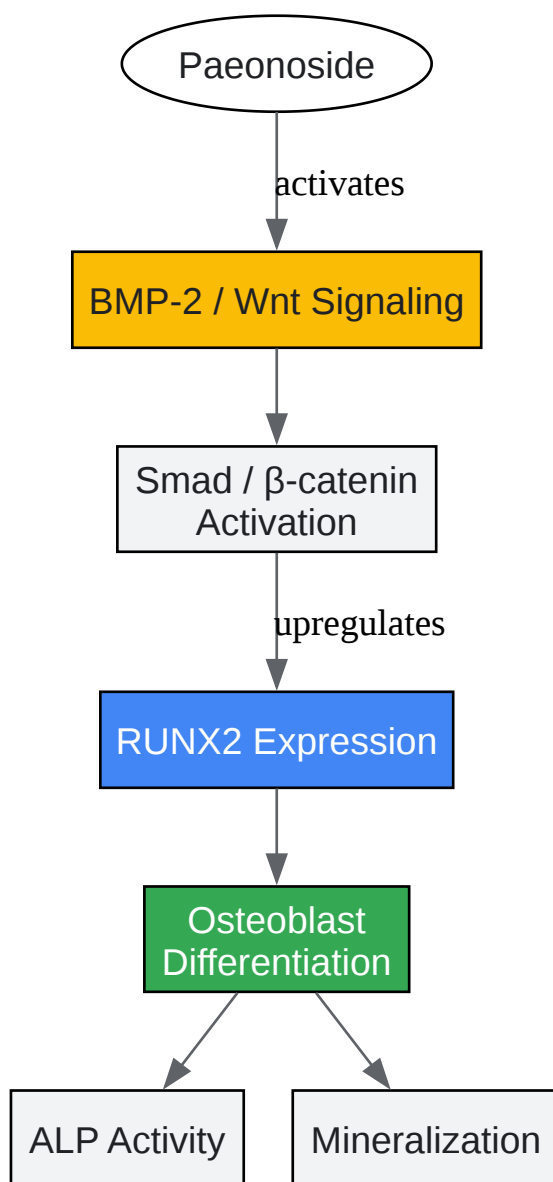 Paeonoside
activates
BMP-2 / Wnt Signaling
Smad / β-catenin
Activation
upregulates
RUNX2 Expression
Osteoblast
Differentiation
ALP Activity
Mineralization